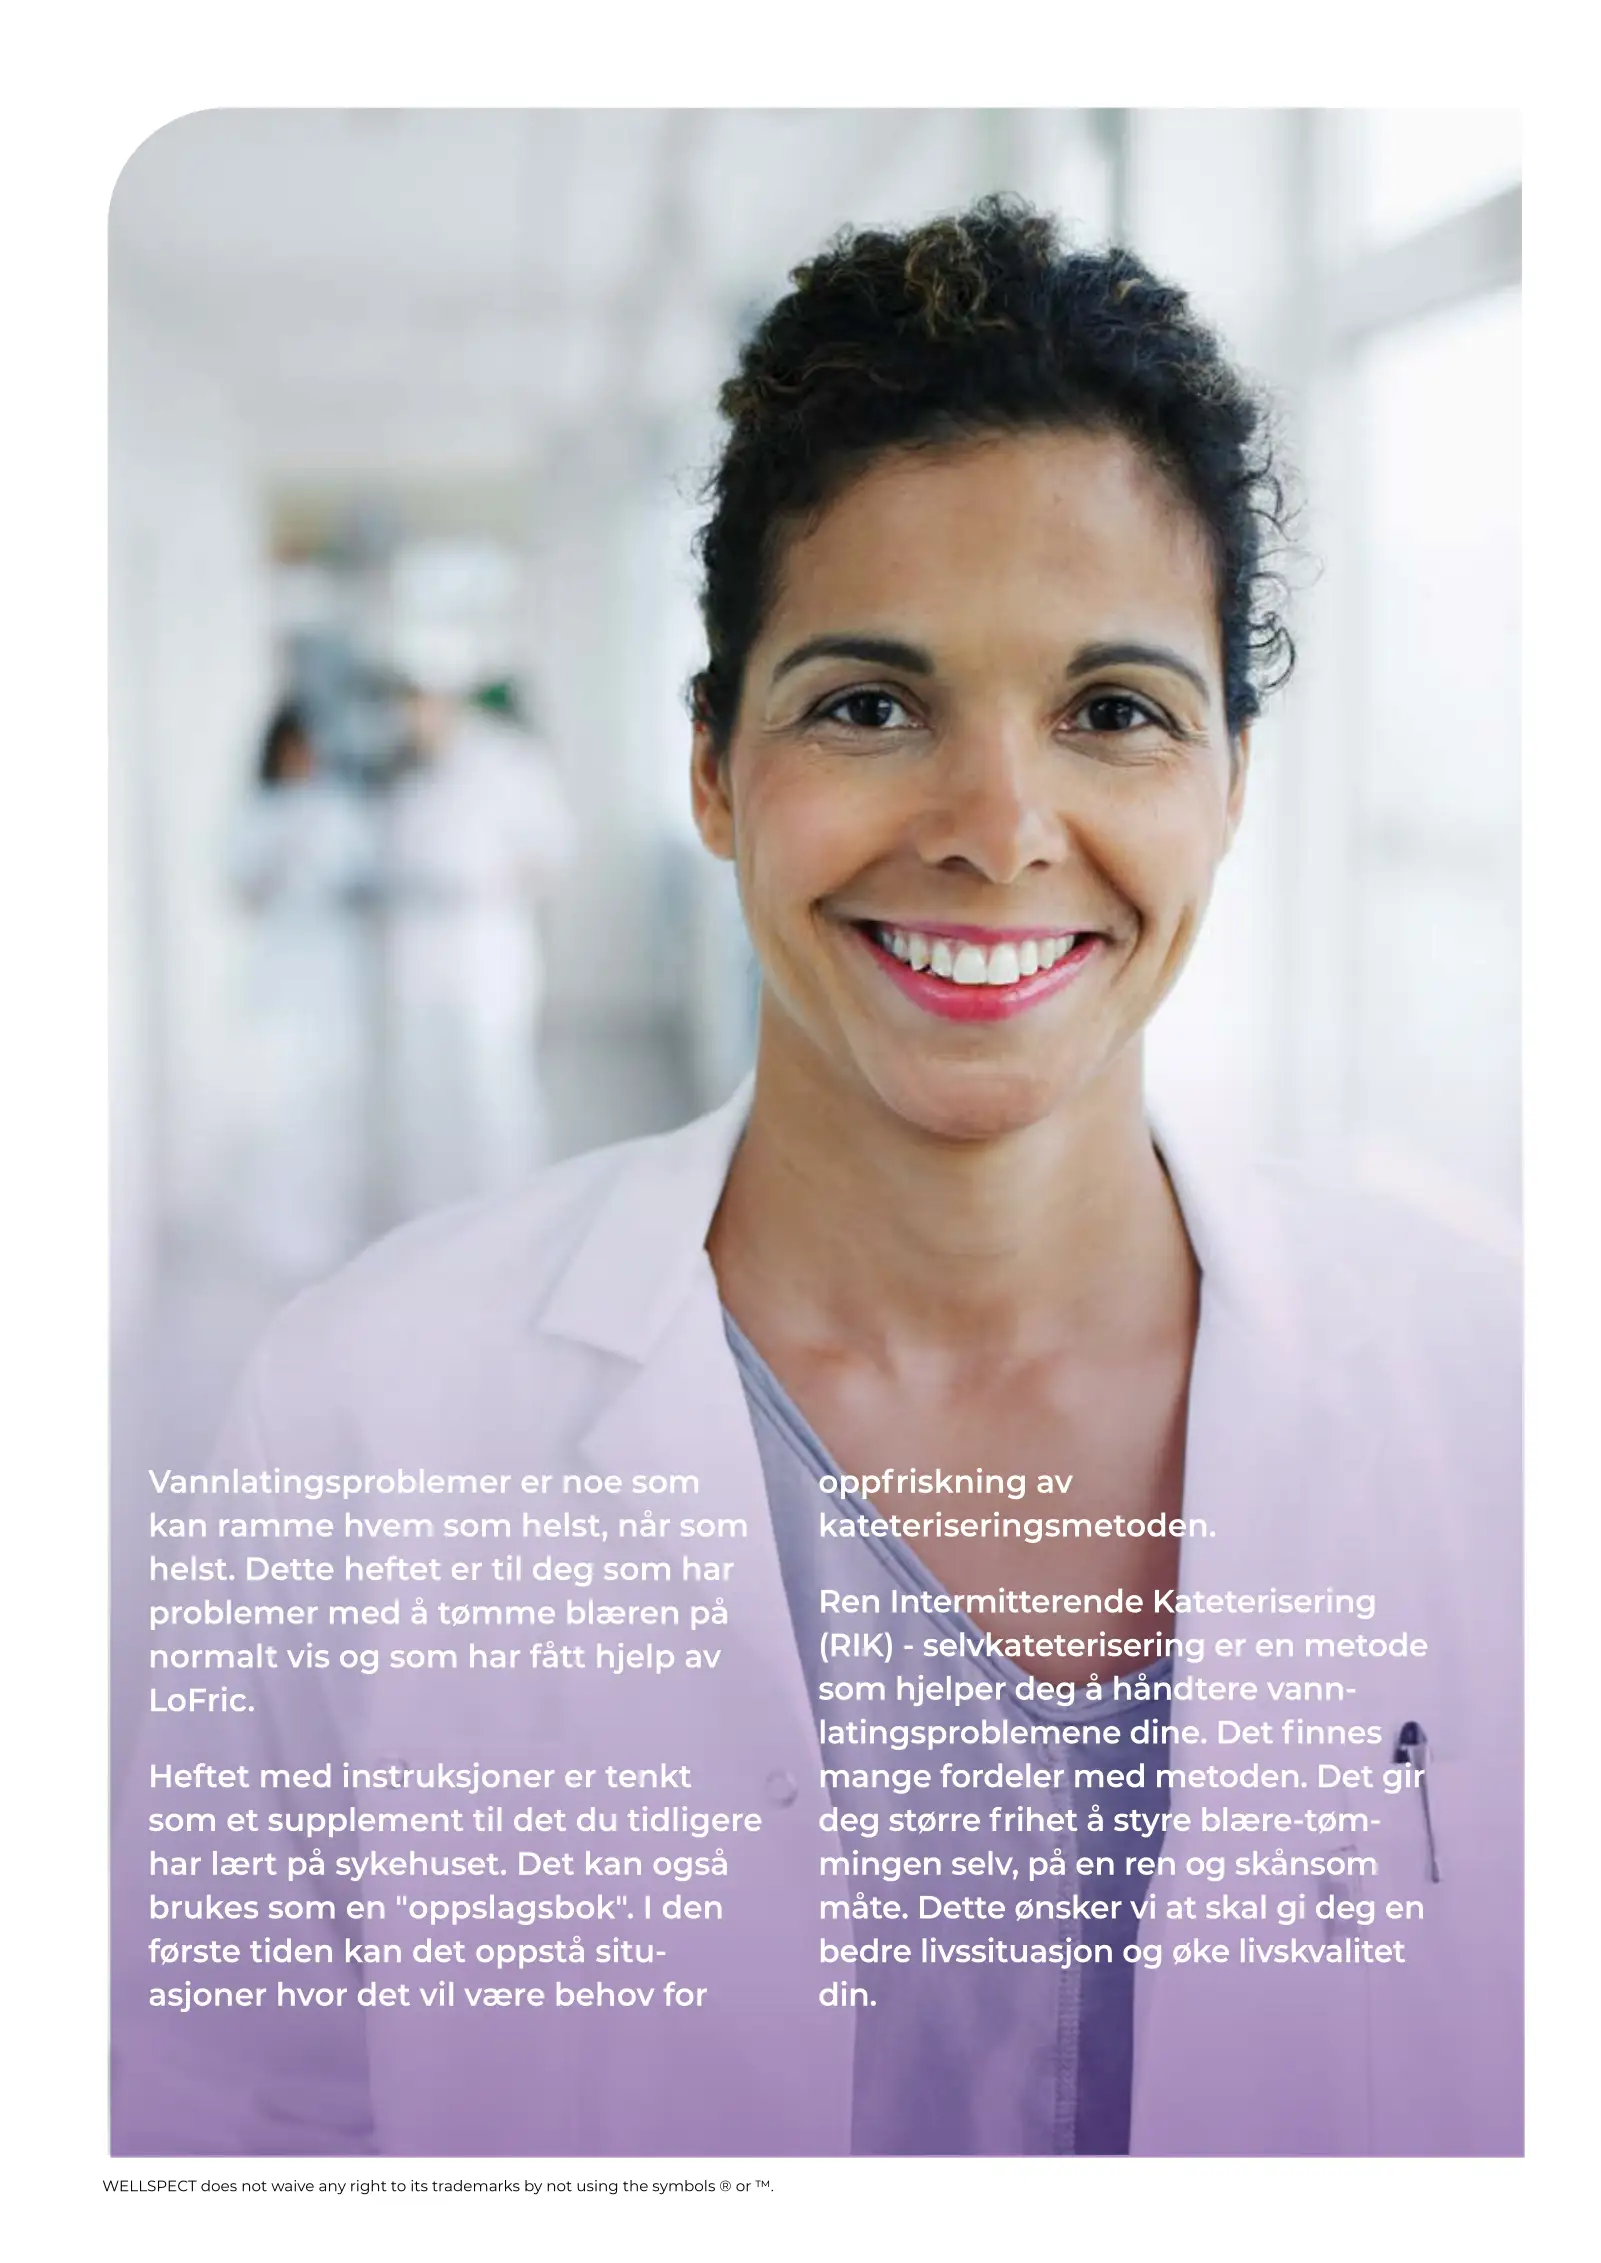 Vannlatingsproblemer er noe som
kan ramme hvem som helst, når som
helst. Dette heftet er til deg som har
problemer med å tømme blæren på
normalt vis og som har fått hjelp av
LoFric.
Heftet med instruksjoner er tenkt
som et supplement til det du tidligere
har lært på sykehuset. Det kan også
brukes som en "oppslagsbok". I den
første tiden kan det oppstå situ-
asjoner hvor det vil være behov for
oppfriskning av
kateteriseringsmetoden.
Ren Intermitterende Kateterisering
(RIK) - selvkateterisering er en metode
som hjelper deg å håndtere vann-
latingsproblemene dine. Det finnes
mange fordeler med metoden. Det gir
deg større frihet å styre blære-tøm-
mingen selv, på en ren og skånsom
måte. Dette ønsker vi at skal gi deg en
bedre livssituasjon og øke livskvalitet
din.
WELLSPECT does not waive any right to its trademarks by not using the symbols ® or ™.